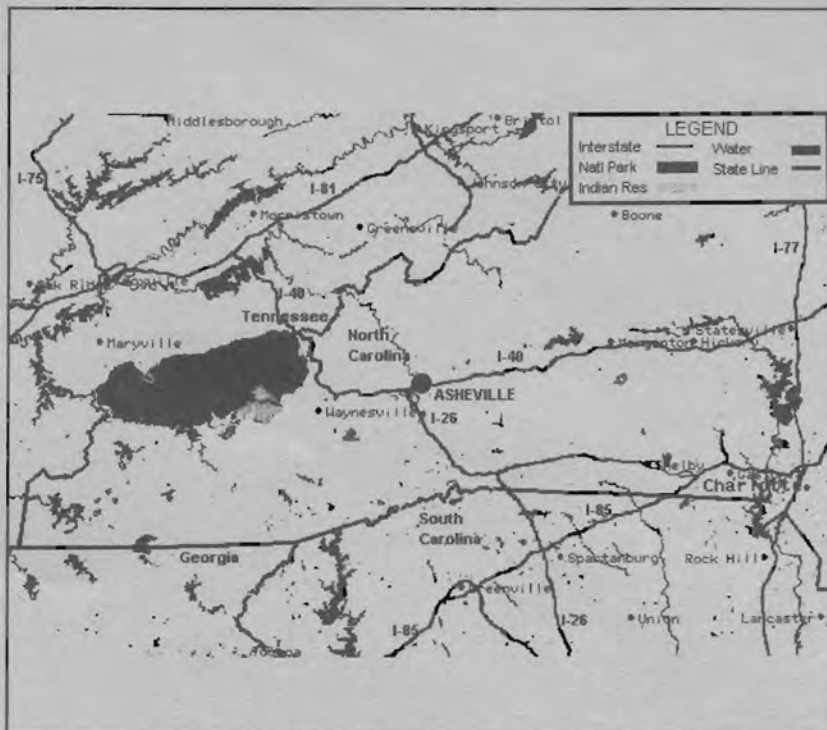 Middlesborough
Bristol
Kingsport
LEGEND
Interstate
Water
Natl Park
State Line
Indian Res
I-75
I-81
Morristown
Greenville
Boone
I-77
I-40
Tennessee
Maryville
North
Carolina
I-40
Statesville
Morganton
Hickory
ASHEVILLE
Waynesville
I-26
Shelby
Charlotte
South
Carolina
I-85
Georgia
Spartanburg
Rock Hill
Greenville
I-85
I-26
Union
Lancaster